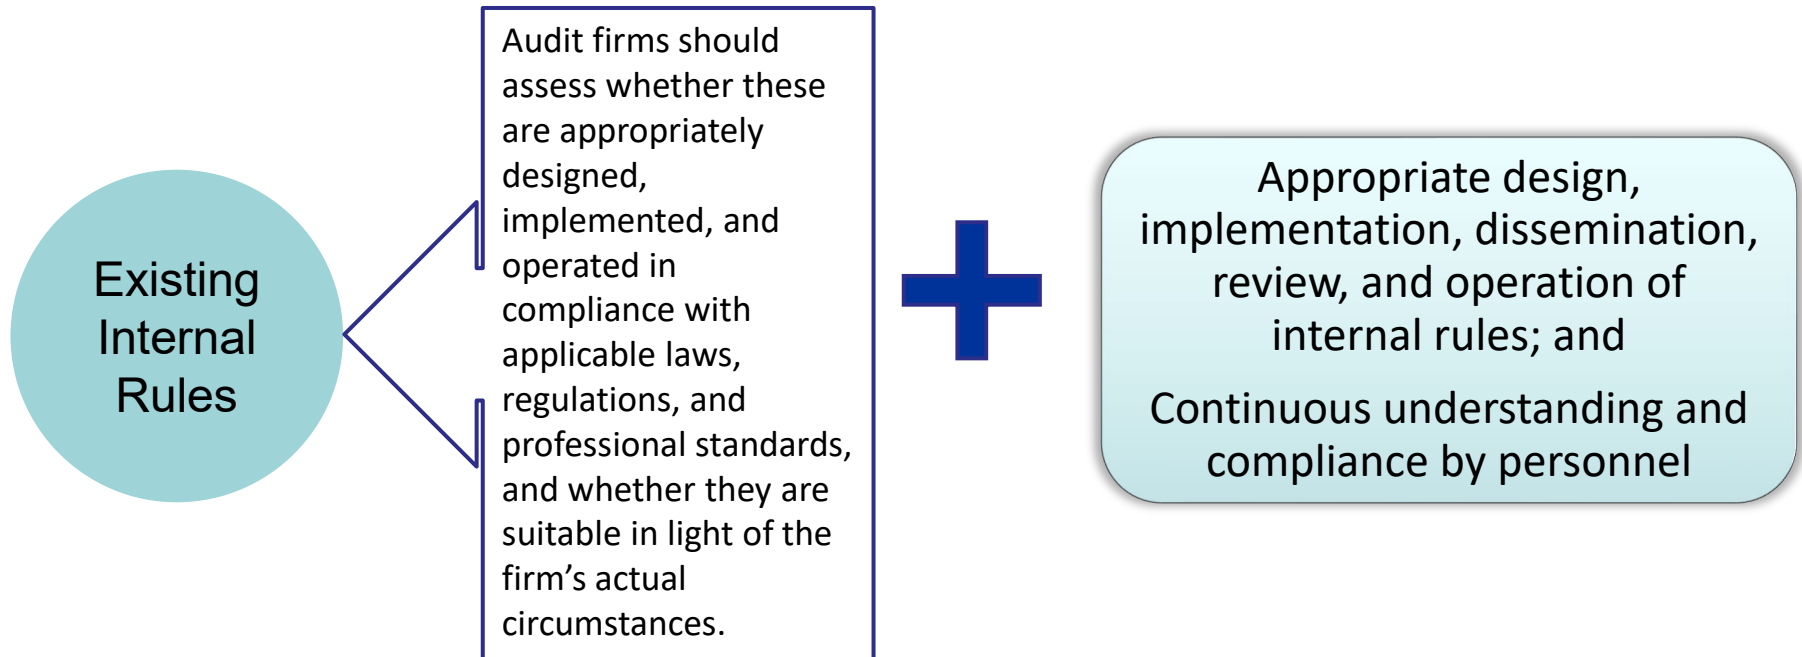 Existing
Internal
Rules
Audit firms should
assess whether these
are appropriately
designed,
implemented, and
operated in
compliance with
applicable laws,
regulations, and
professional standards,
and whether they are
suitable in light of the
firm’s actual
circumstances.
Appropriate design,
implementation, dissemination,
review, and operation of
internal rules; and
Continuous understanding and
compliance by personnel